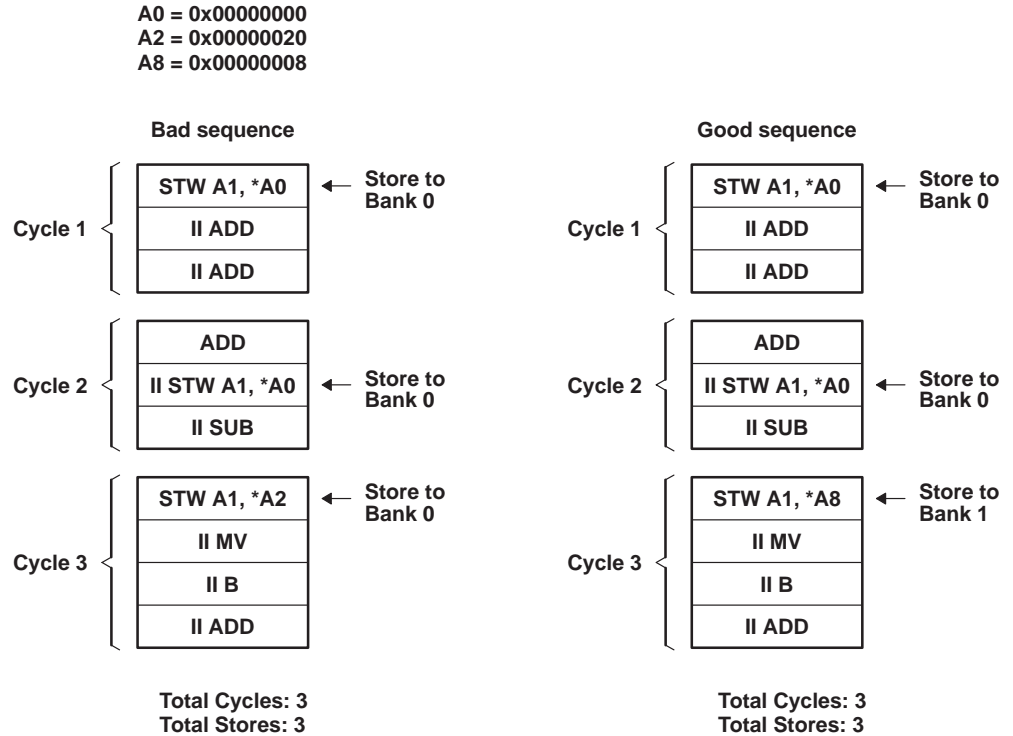 A0 = 0x00000000
A2 = 0x00000020
A8 = 0x00000008
Bad sequence
Cycle 1
STW A1, *A0
II ADD
II ADD
Store to
Bank 0
Cycle 2
ADD
II STW A1, *A0
II SUB
Store to
Bank 0
Cycle 3
STW A1, *A2
II MV
II B
II ADD
Store to
Bank 0
Total Cycles: 3
Total Stores: 3
Good sequence
Cycle 1
STW A1, *A0
II ADD
II ADD
Store to
Bank 0
Cycle 2
ADD
II STW A1, *A0
II SUB
Store to
Bank 0
Cycle 3
STW A1, *A8
II MV
II B
II ADD
Store to
Bank 1
Total Cycles: 3
Total Stores: 3